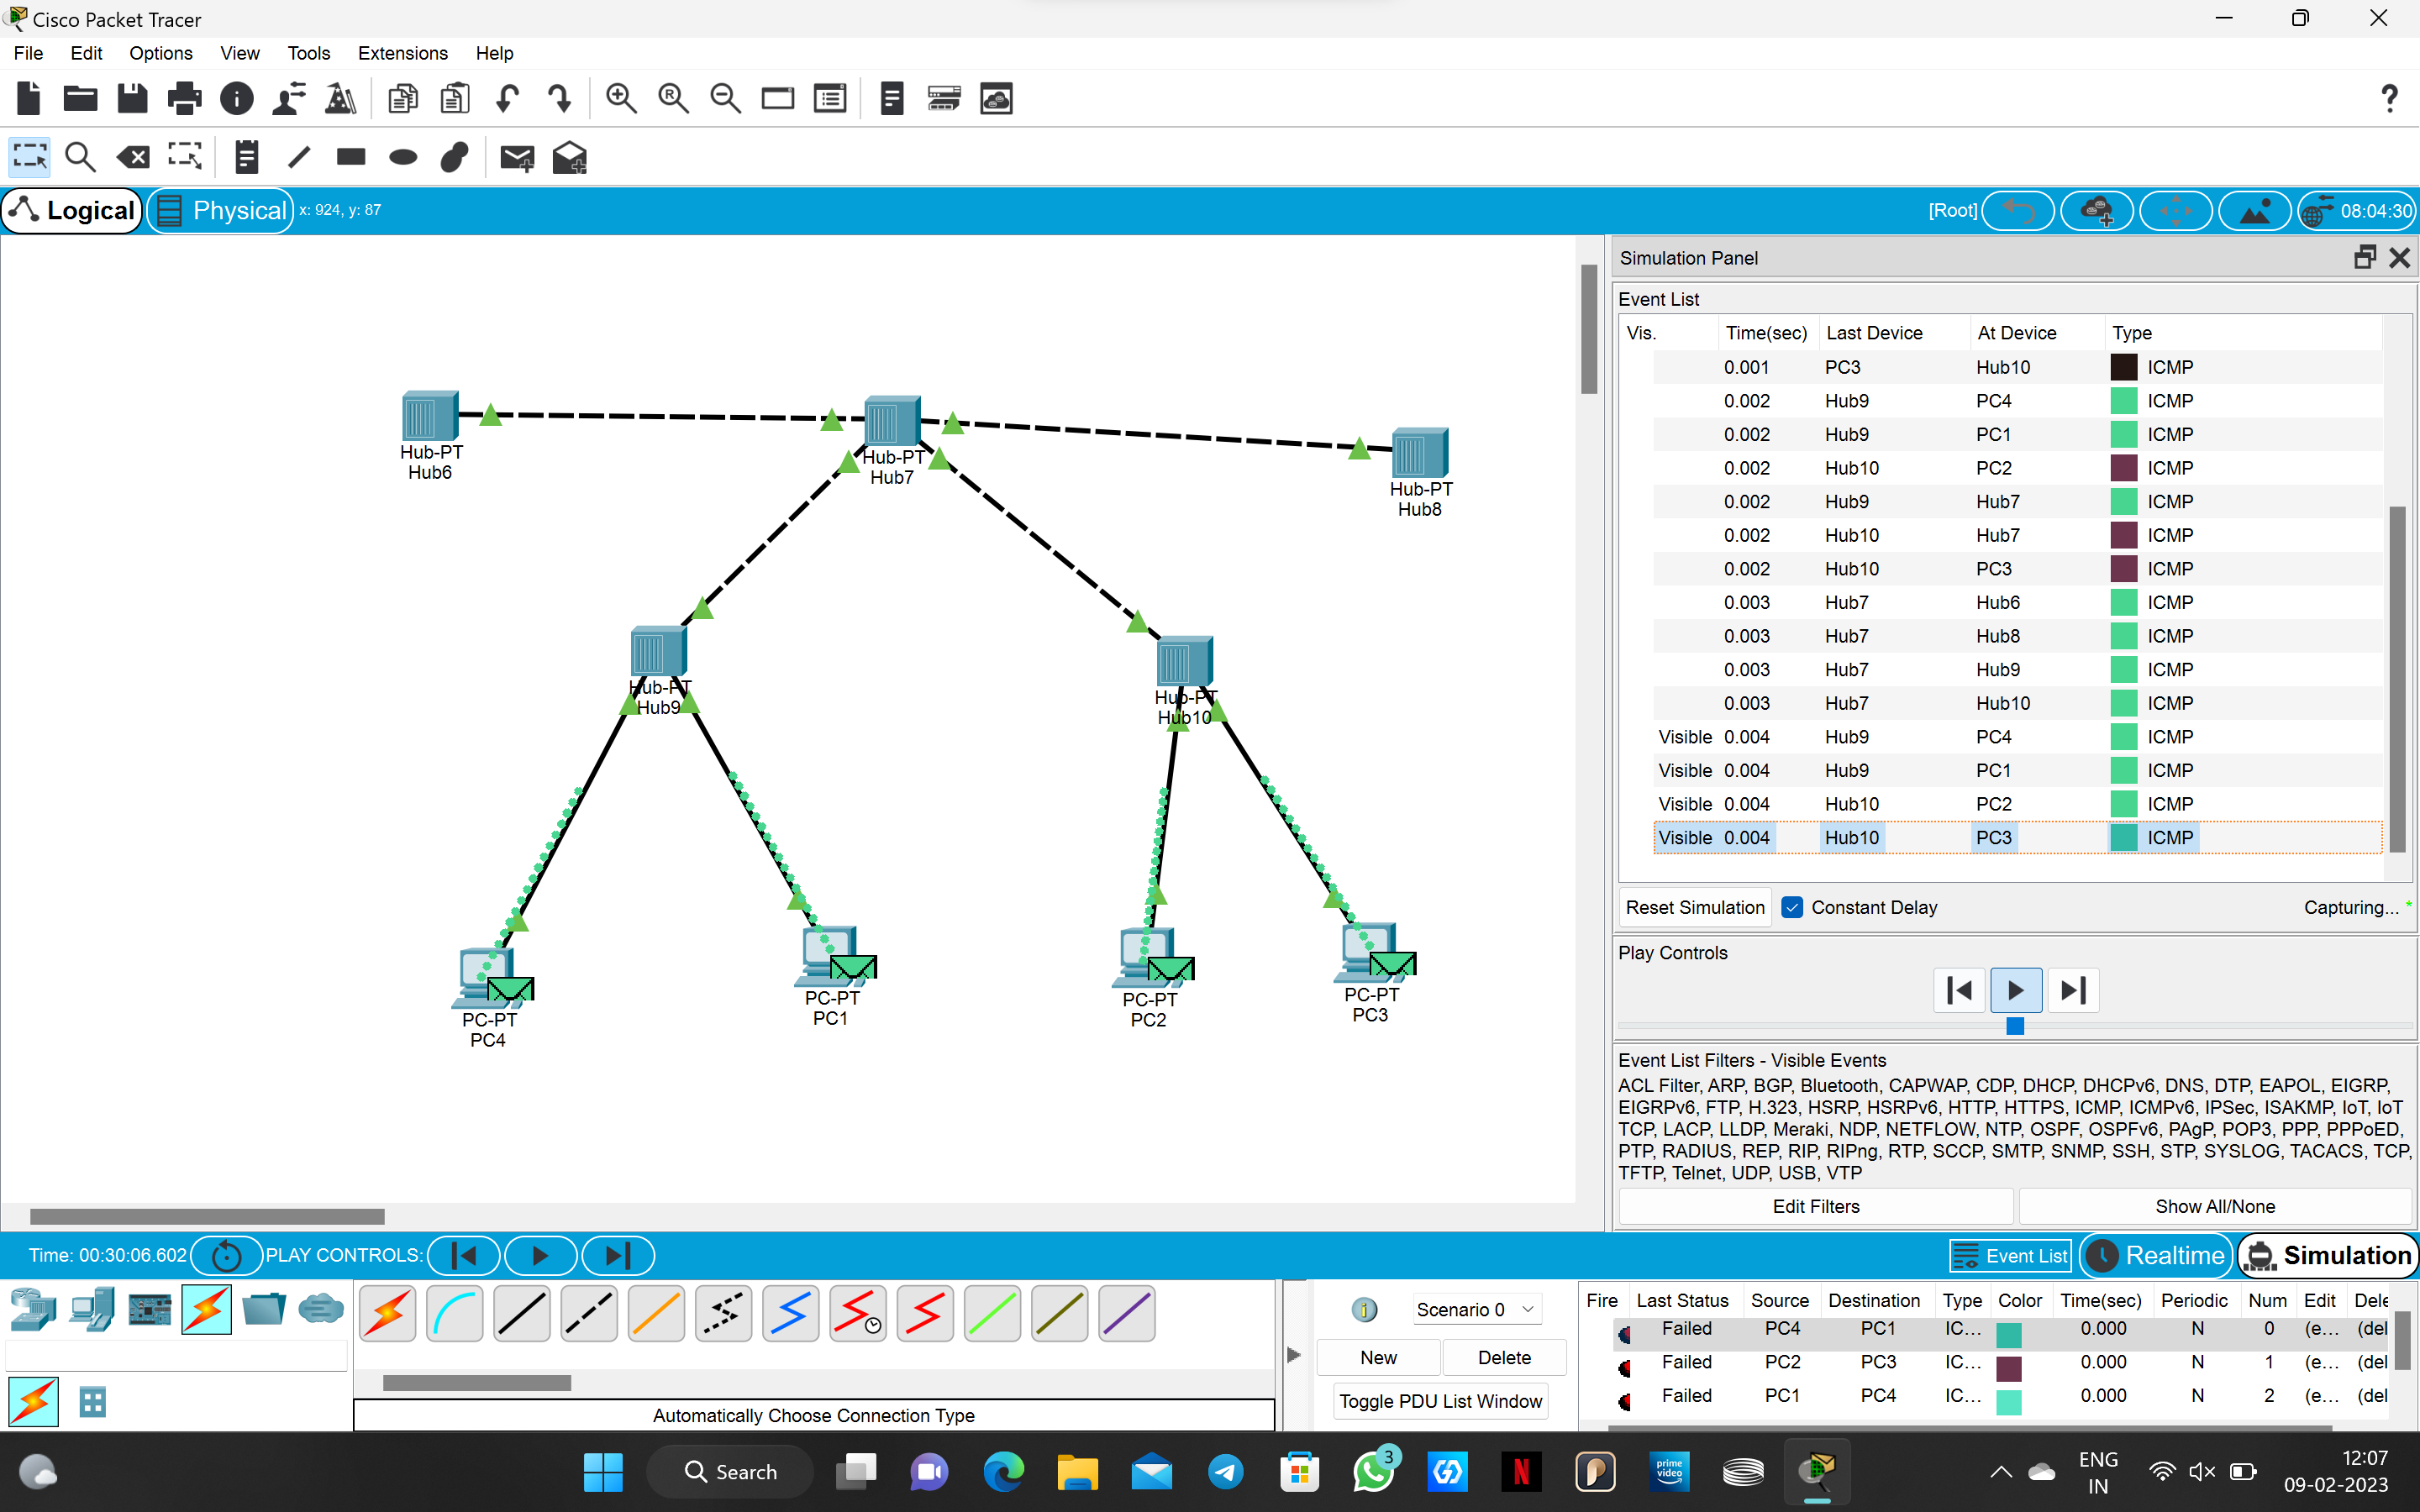 Cisco Packet Tracer
File Edit Options View Tools Extensions Help
Logical Physical x: 924, y: 87 [Root] 08:04:30
Simulation Panel
Event List
Vis. Time(sec) Last Device At Device Type
0.001 PC3 Hub10 ICMP
0.002 Hub9 PC4 ICMP
0.002 Hub9 PC1 ICMP
0.002 Hub10 PC2 ICMP
0.002 Hub9 Hub7 ICMP
0.002 Hub10 Hub7 ICMP
0.002 Hub10 PC3 ICMP
0.003 Hub7 Hub6 ICMP
0.003 Hub7 Hub8 ICMP
0.003 Hub7 Hub9 ICMP
0.003 Hub7 Hub10 ICMP
Visible 0.004 Hub9 PC4 ICMP
Visible 0.004 Hub9 PC1 ICMP
Visible 0.004 Hub10 PC2 ICMP
Visible 0.004 Hub10 PC3 ICMP
Reset Simulation Constant Delay Capturing... *
Play Controls
Event List Filters - Visible Events
ACL Filter, ARP, BGP, Bluetooth, CAPWAP, CDP, DHCP, DHCPv6, DNS, DTP, EAPOL, EIGRP,
EIGRPv6, FTP, H.323, HSRP, HSRPv6, HTTP, HTTPS, ICMP, ICMPv6, IPSec, ISAKMP, IoT, IoT
TCP, LACP, LLDP, Meraki, NDP, NETFLOW, NTP, OSPF, OSPFv6, PAgP, POP3, PPP, PPPoED,
PTP, RADIUS, REP, RIP, RIPng, RTP, SCCP, SMTP, SNMP, SSH, STP, SYSLOG, TACACS, TCP,
TFTP, Telnet, UDP, USB, VTP
Edit Filters Show All/None
Hub-PT
Hub6
Hub-PT
Hub7
Hub-PT
Hub8
Hub-PT
Hub9
Hub-PT
Hub10
PC-PT
PC4
PC-PT
PC1
PC-PT
PC2
PC-PT
PC3
Time: 00:30:06.602 PLAY CONTROLS: Event List Realtime Simulation
Automatically Choose Connection Type
Scenario 0
New Delete
Toggle PDU List Window
Fire Last Status Source Destination Type Color Time(sec) Periodic Num Edit Dele
Failed PC4 PC1 IC... 0.000 N 0 (e... (del
Failed PC2 PC3 IC... 0.000 N 1 (e... (del
Failed PC1 PC4 IC... 0.000 N 2 (e... (del
Search
3
N
prime
video
ENG
IN
12:07
09-02-2023